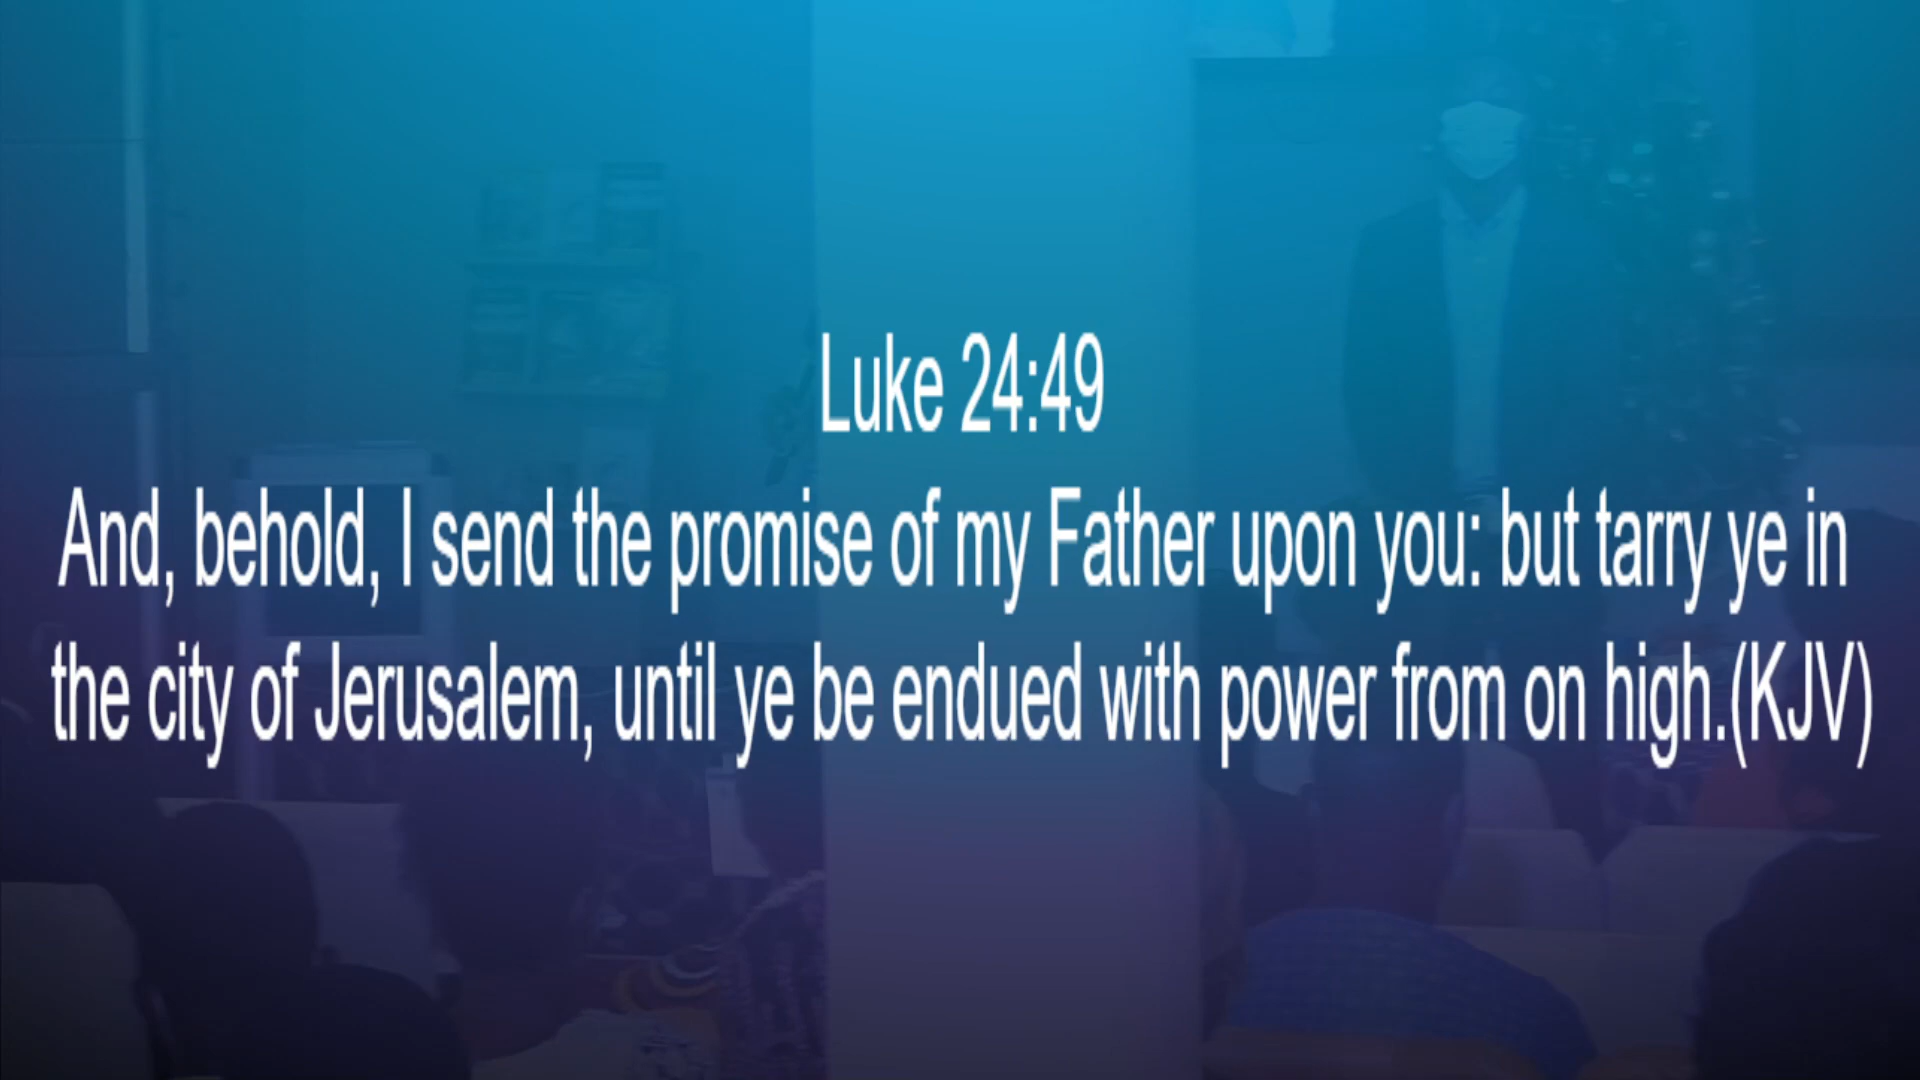 Luke 24:49
And, behold, I send the promise of my Father upon you: but tarry ye in
the city of Jerusalem, until ye be endued with power from on high.(KJV)